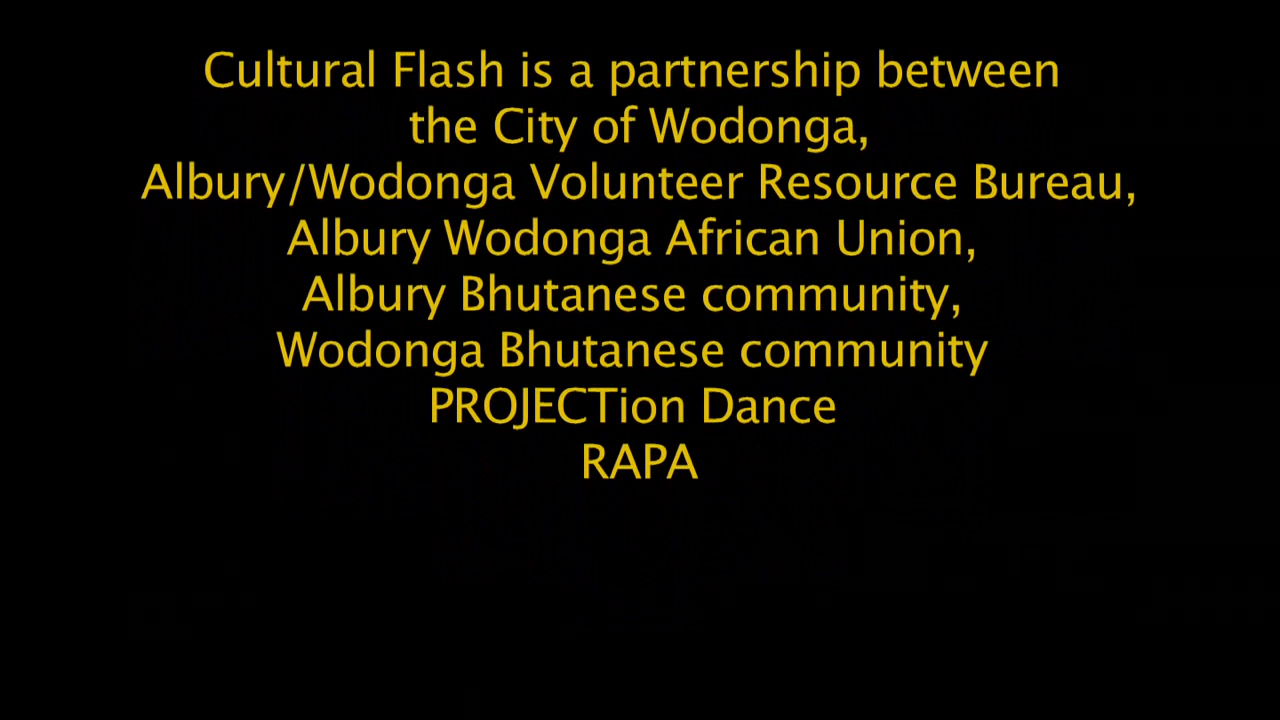 Cultural Flash is a partnership between
the City of Wodonga,
Albury/Wodonga Volunteer Resource Bureau,
Albury Wodonga African Union,
Albury Bhutanese community,
Wodonga Bhutanese community
PROJECTion Dance
RAPA